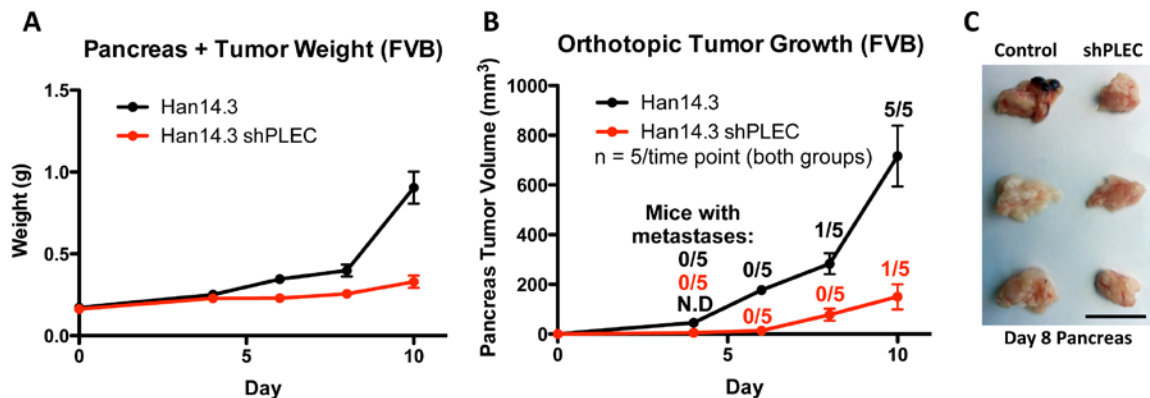 A
Pancreas + Tumor Weight (FVB)
1.5
1.0
0.5
0.0
Weight (g)
Han14.3
Han14.3 shPLEC
0
5
10
Day
B
Orthotopic Tumor Growth (FVB)
1000
800
600
400
200
0
Pancreas Tumor Volume (mm³)
Han14.3
Han14.3 shPLEC
n = 5/time point (both groups)
5/5
Mice with
metastases:
0/5
0/5
N.D
0/5
0/5
1/5
0/5
1/5
0
5
10
Day
C
Control shPLEC
Day 8 Pancreas